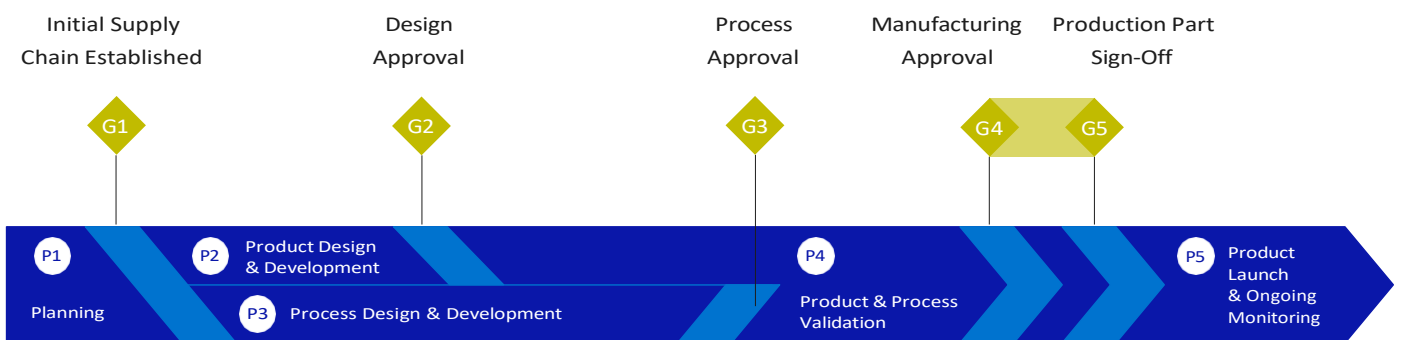 Initial Supply
Chain Established
Design
Approval
Process
Approval
Manufacturing
Approval
Production Part
Sign-Off
G1
G2
G3
G4
G5
P1
Planning
P2
Product Design
& Development
P3
Process Design & Development
P4
Product & Process
Validation
P5
Product
Launch
& Ongoing
Monitoring